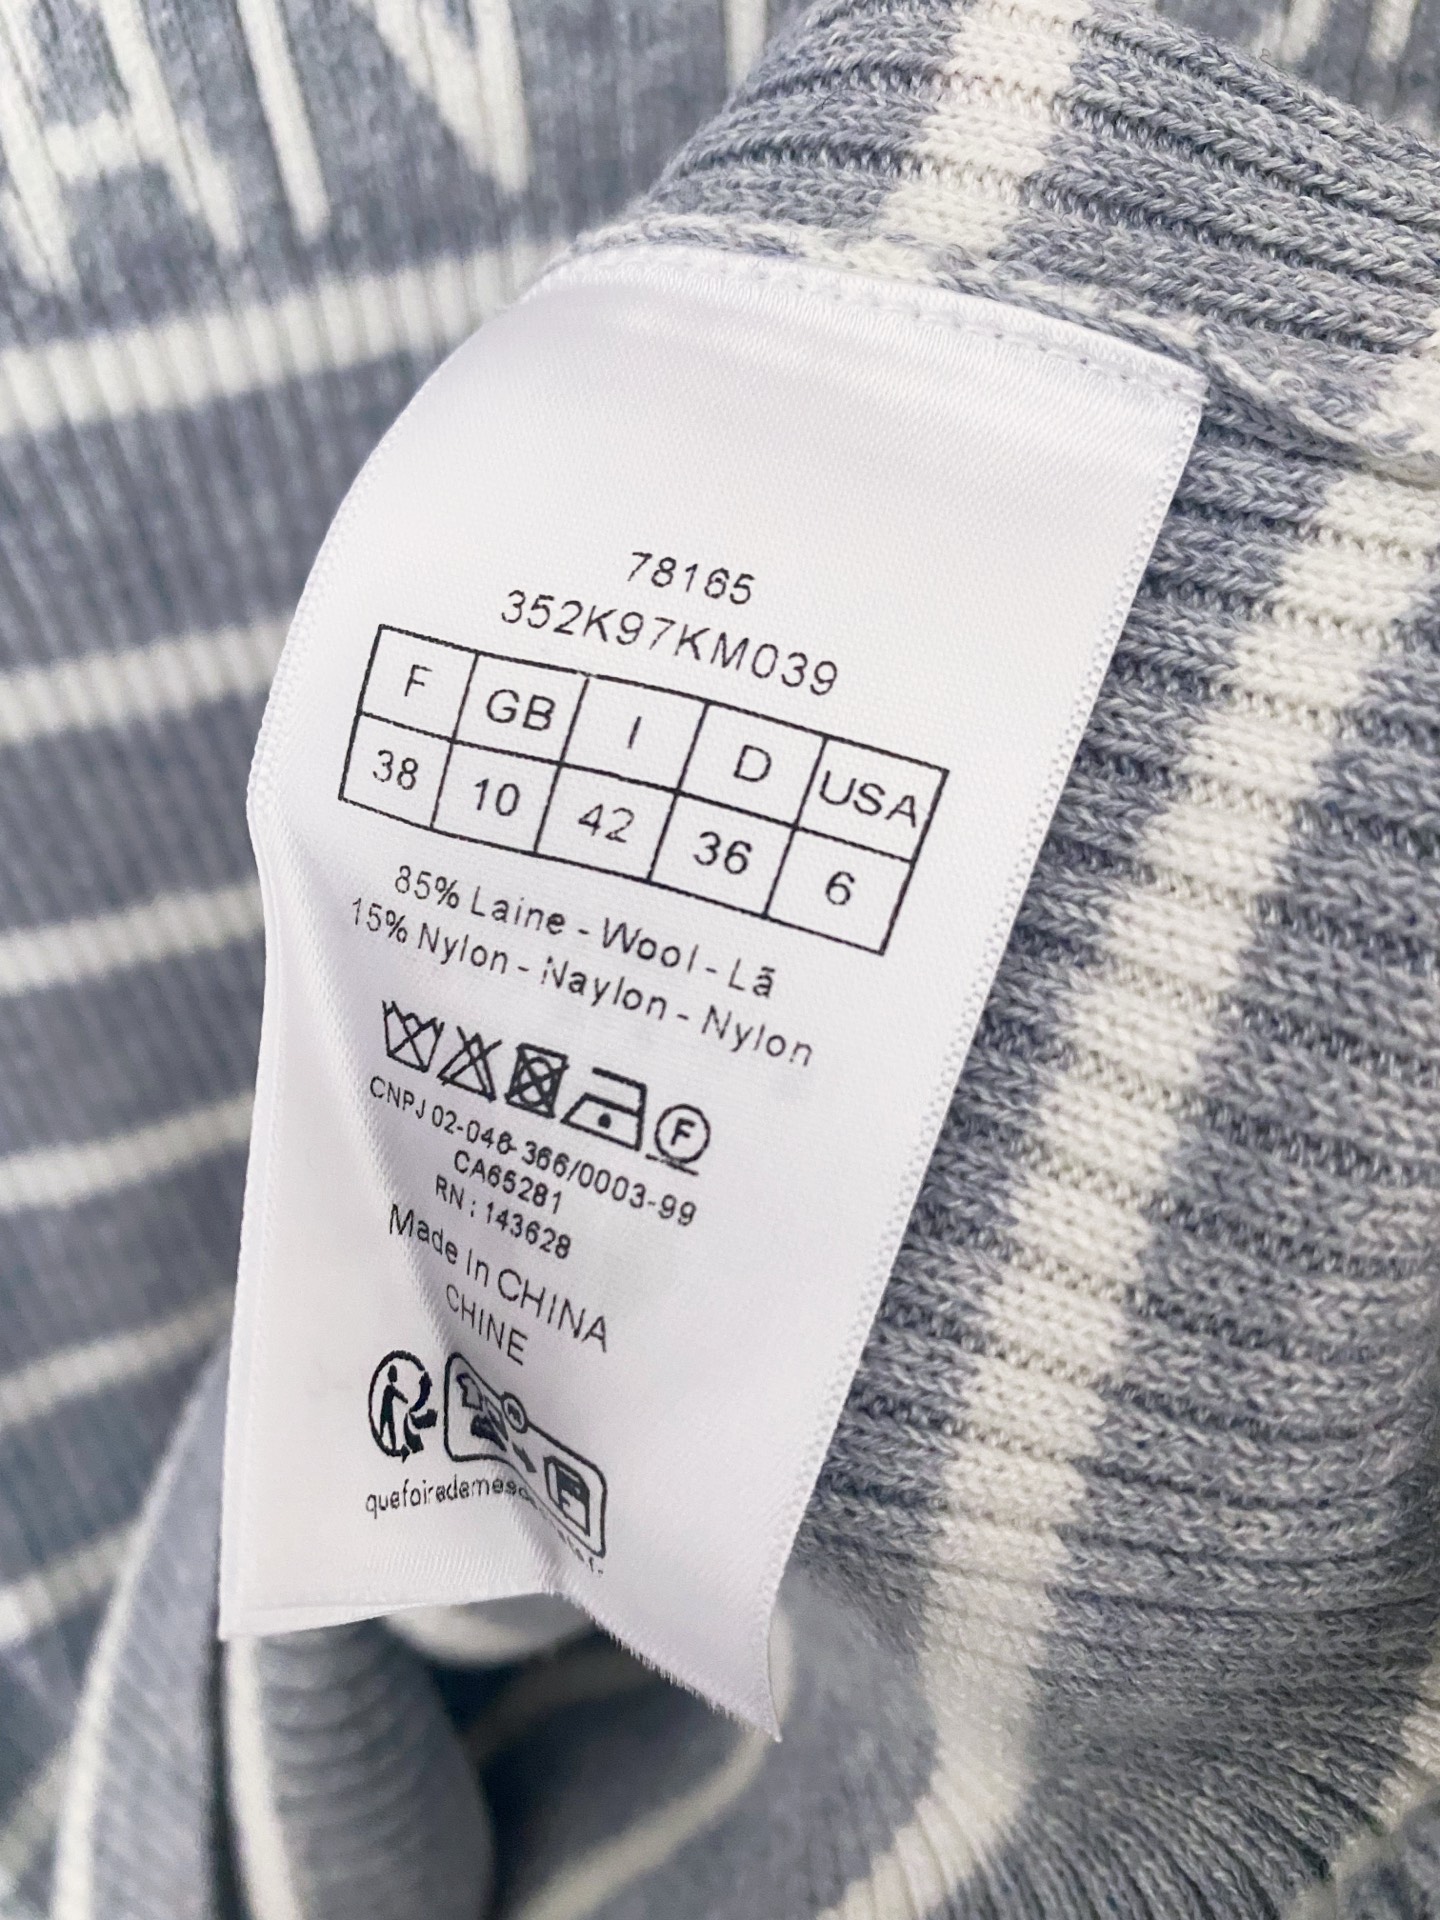 78165
352K97KM039
F GB I D USA
38 10 42 36 6
85% Laine - Wool - Lã
15% Nylon - Naylon - Nylon
F
CNPJ 02-046-366/0003-99
CA65281
RN : 143628
Made in CHINA
CHINE